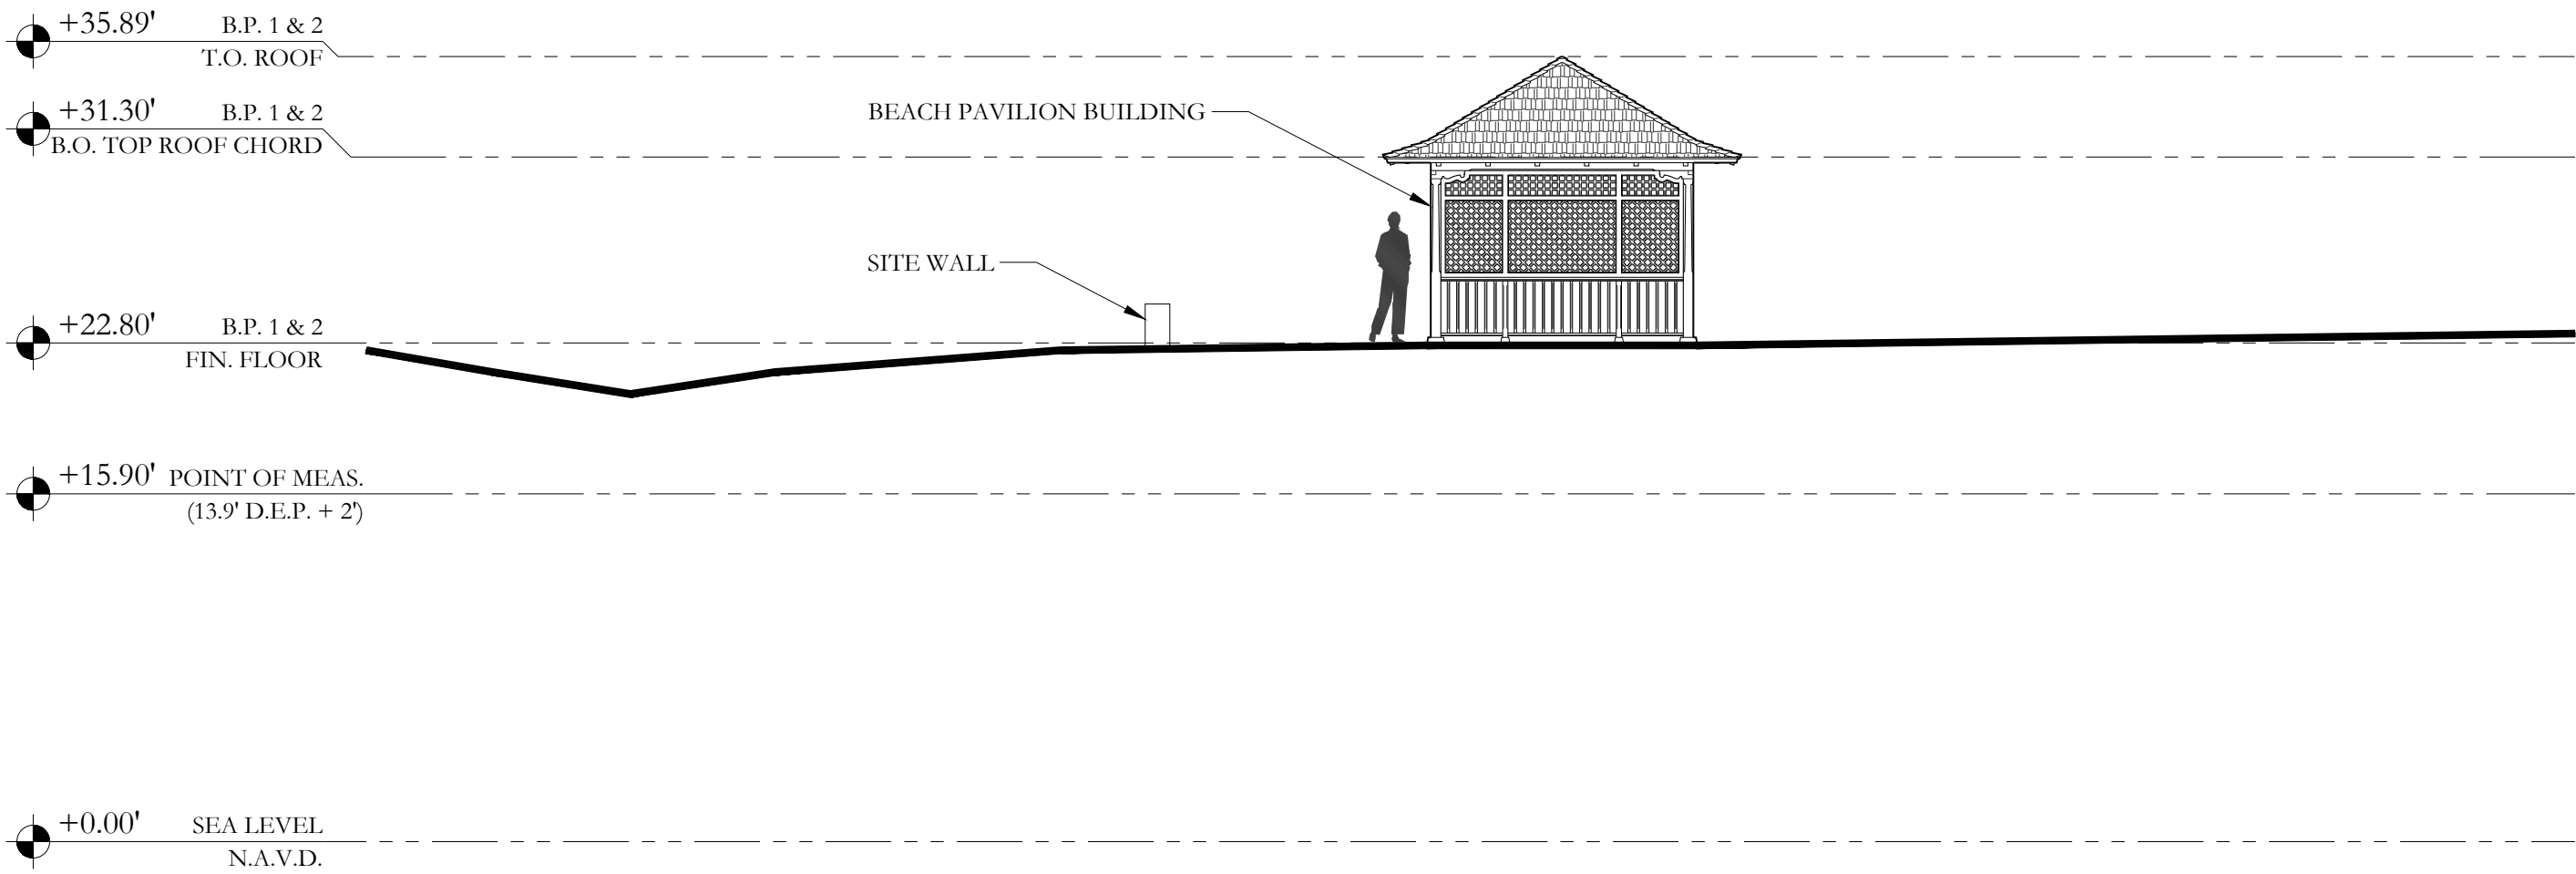 +35.89' B.P. 1 & 2
T.O. ROOF
+31.30' B.P. 1 & 2
B.O. TOP ROOF CHORD
BEACH PAVILION BUILDING
SITE WALL
+22.80' B.P. 1 & 2
FIN. FLOOR
+15.90' POINT OF MEAS.
(13.9' D.E.P. + 2')
+0.00' SEA LEVEL
N.A.V.D.